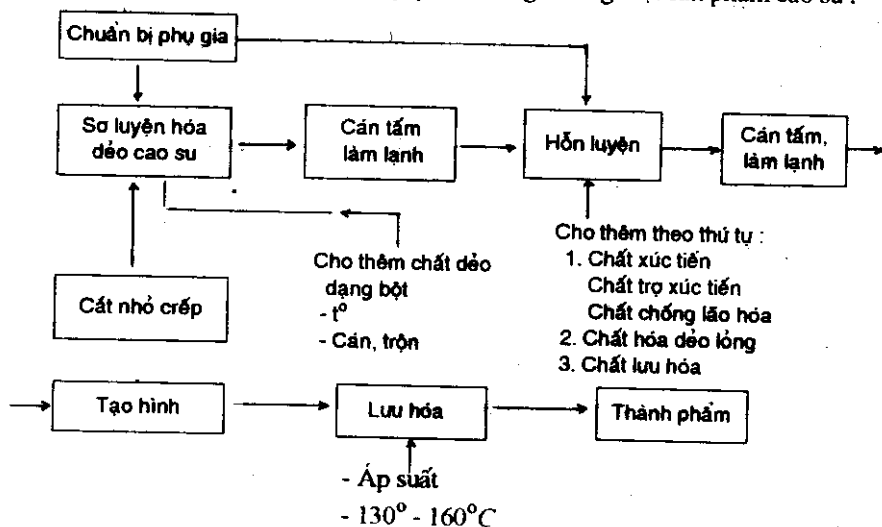 phẩm cao su :
Chuẩn bị phụ gia
Sơ luyện hóa
dẻo cao su
Cán tấm
làm lạnh
Hỗn luyện
Cán tấm,
làm lạnh
Cắt nhỏ crếp
Cho thêm chất dẻo
dạng bột
- t°
- Cán, trộn
Cho thêm theo thứ tự :
1. Chất xúc tiến
Chất trợ xúc tiến
Chất chống lão hóa
2. Chất hóa dẻo lỏng
3. Chất lưu hóa
Tạo hình
Lưu hóa
Thành phẩm
- Áp suất
- 130° - 160°C